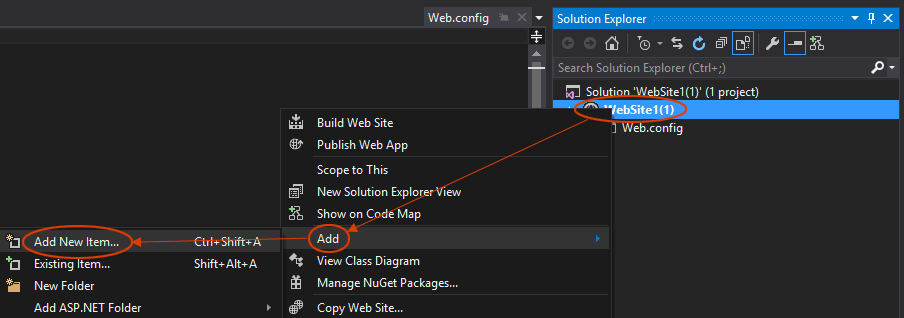 Web.config
Solution Explorer
Search Solution Explorer (Ctrl+;)
Solution 'WebSite1(1)' (1 project)
WebSite1(1)
Web.config
Build Web Site
Publish Web App
Scope to This
New Solution Explorer View
Show on Code Map
Add
View Class Diagram
Manage NuGet Packages...
Copy Web Site...
Add New Item... Ctrl+Shift+A
Existing Item... Shift+Alt+A
New Folder
Add ASP.NET Folder